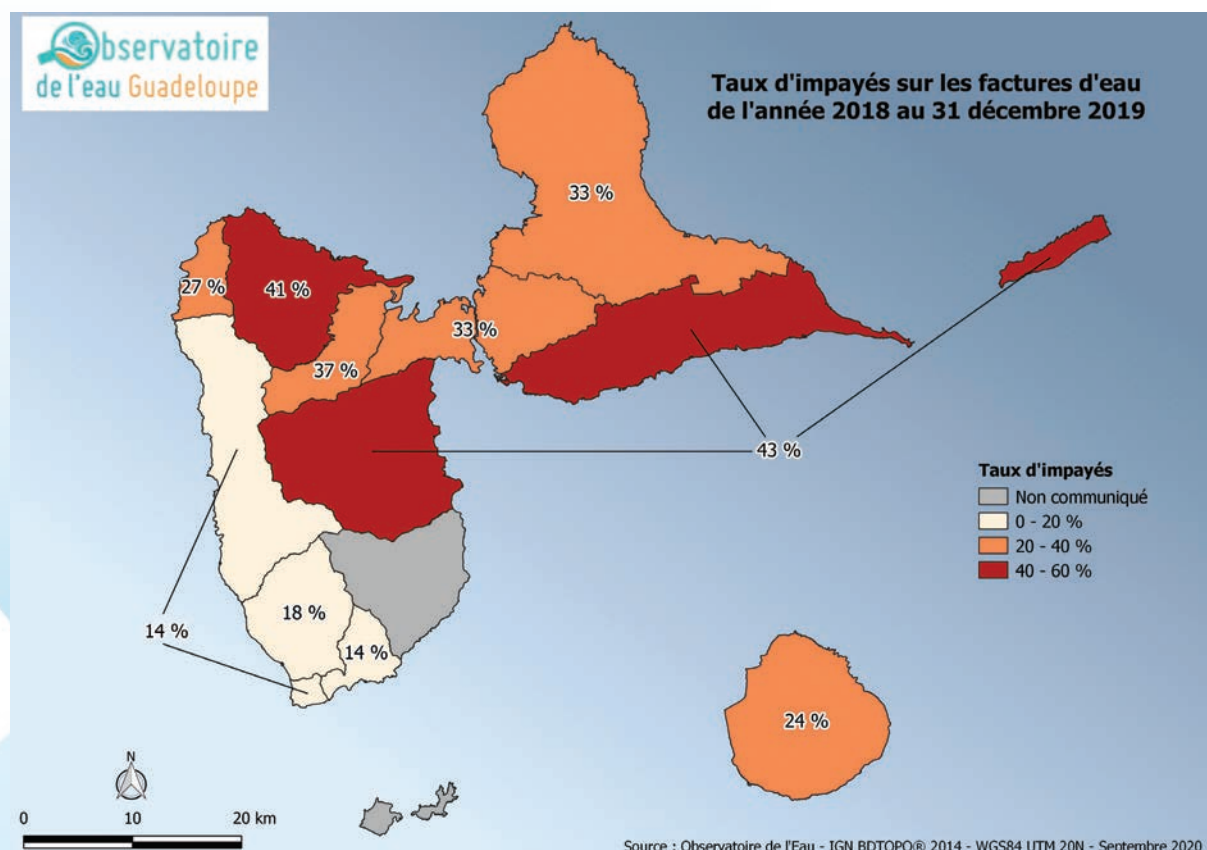 Observatoire
de l'eau Guadeloupe
Taux d'impayés sur les factures d'eau
de l'année 2018 au 31 décembre 2019
33 %
27 %
41 %
33 %
37 %
43 %
Taux d'impayés
Non communiqué
0 - 20 %
20 - 40 %
40 - 60 %
18 %
14 %
14 %
24 %
N
0 10 20 km
Source : Observatoire de l'Eau - IGN BDTOPO® 2014 - WGS84 UTM 20N - Septembre 2020